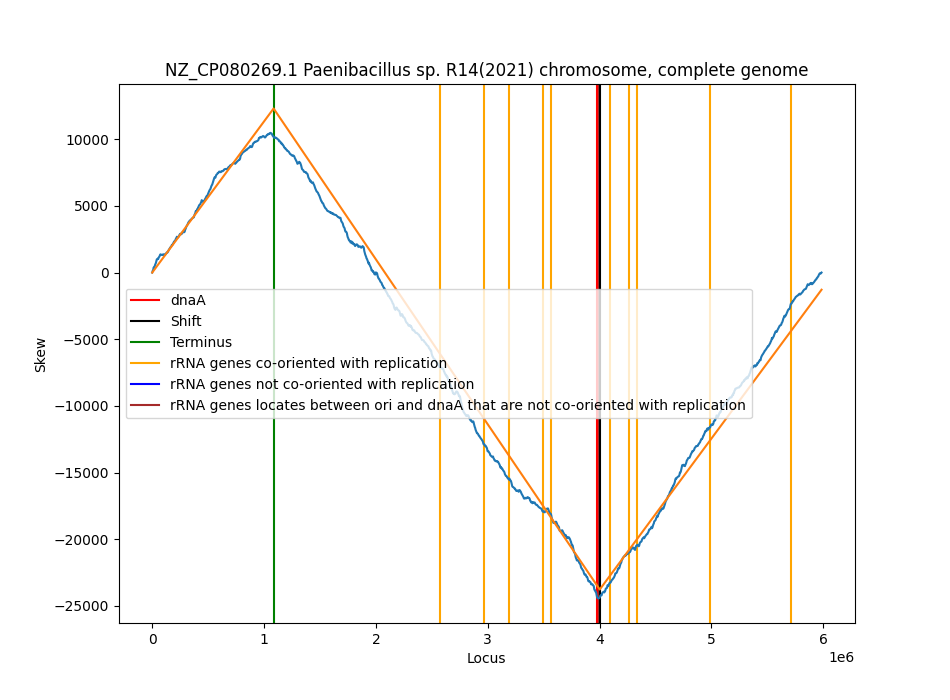 NZ_CP080269.1 Paenibacillus sp. R14(2021) chromosome, complete genome
10000
5000
0
−5000
−10000
−15000
−20000
−25000
Skew
dnaA
Shift
Terminus
rRNA genes co-oriented with replication
rRNA genes not co-oriented with replication
rRNA genes locates between ori and dnaA that are not co-oriented with replication
0 1 2 3 4 5 6
1e6
Locus